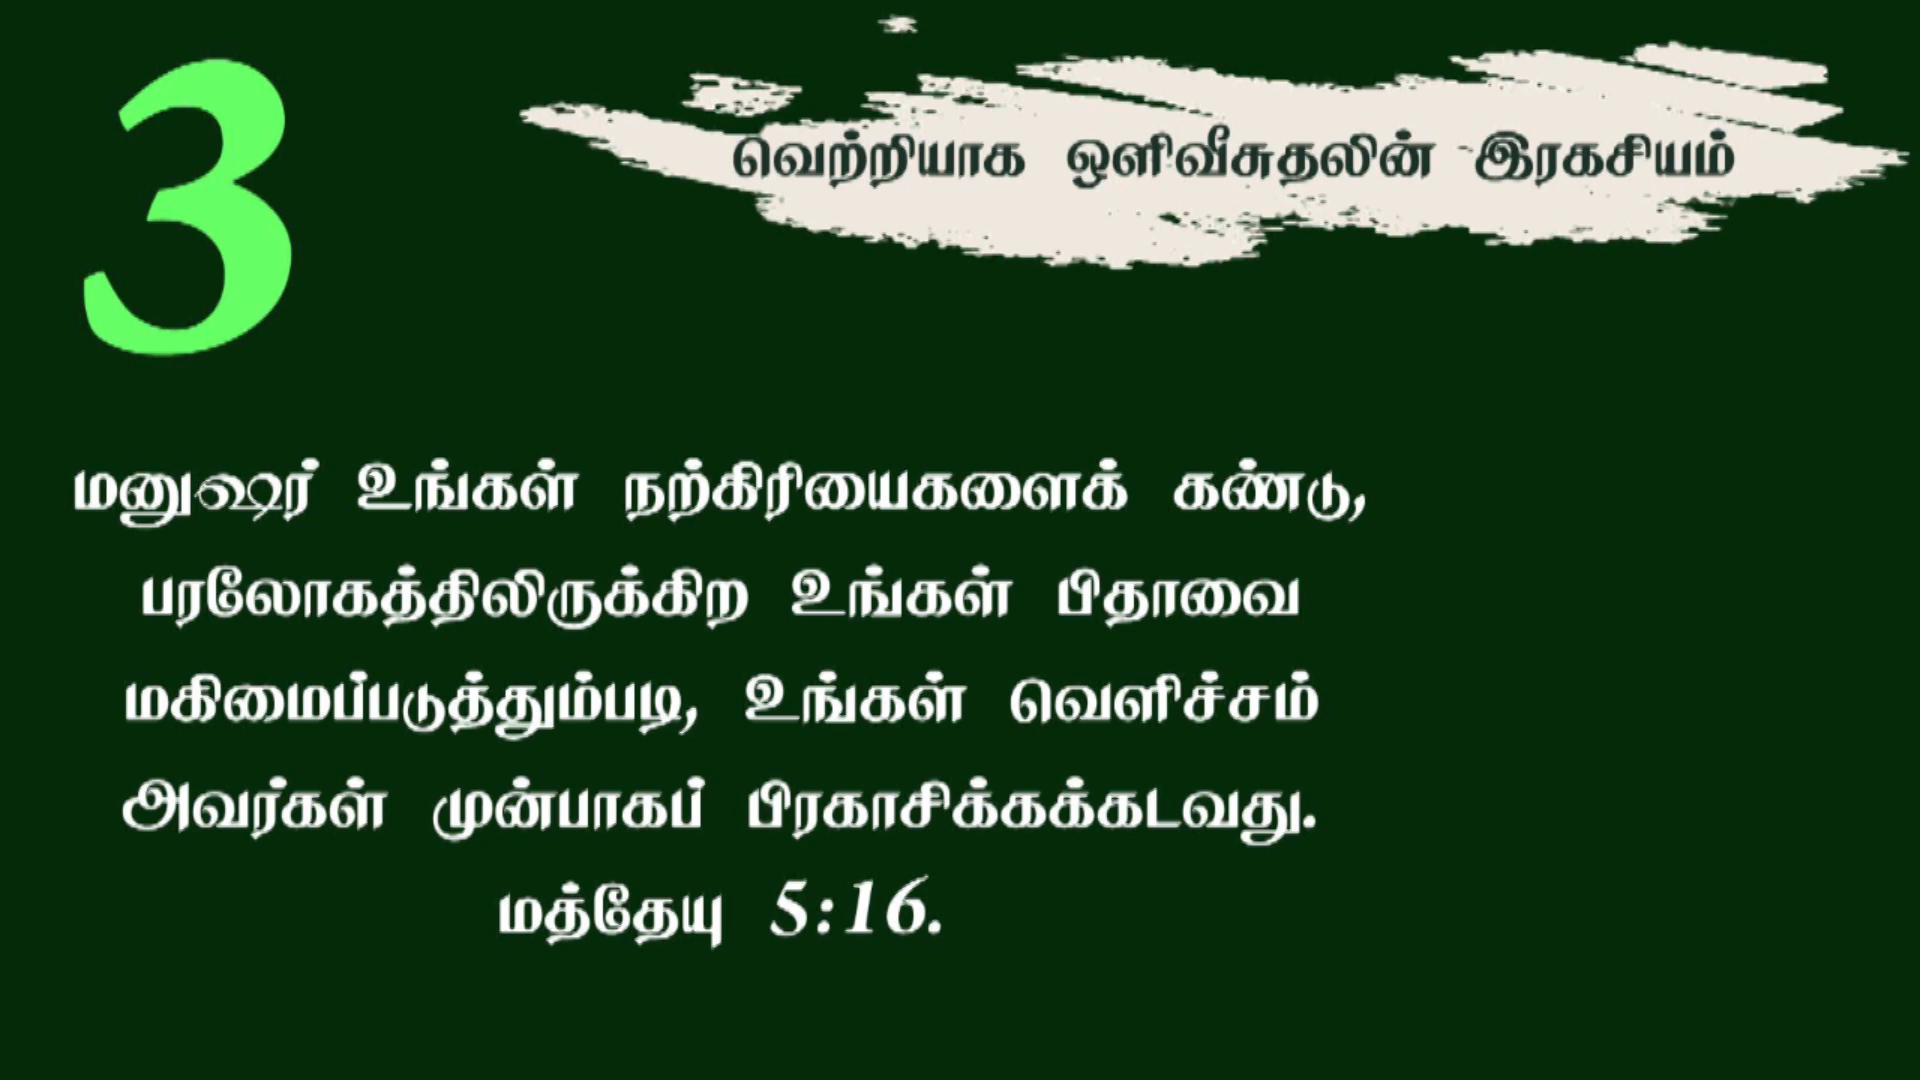 3
வெற்றியாக ஒளிவீசுதலின் இரகசியம்
மனுஷர் உங்கள் நற்கிரியைகளைக் கண்டு,
பரலோகத்திலிருக்கிற உங்கள் பிதாவை
மகிமைப்படுத்தும்படி, உங்கள் வெளிச்சம்
அவர்கள் முன்பாகப் பிரகாசிக்கக்கடவது.
மத்தேயு 5:16.